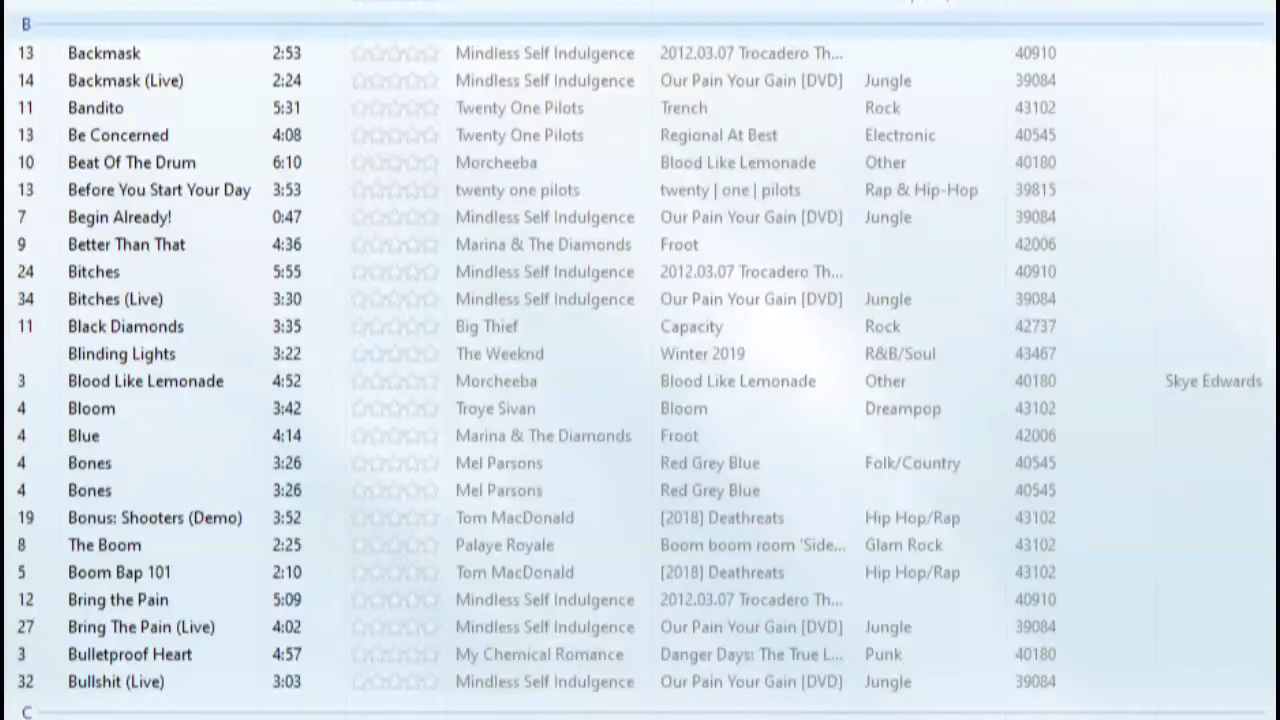 B
13 Backmask 2:53 Mindless Self Indulgence 2012.03.07 Trocadero Th... 40910
14 Backmask (Live) 2:24 Mindless Self Indulgence Our Pain Your Gain [DVD] Jungle 39084
11 Bandito 5:31 Twenty One Pilots Trench Rock 43102
13 Be Concerned 4:08 Twenty One Pilots Regional At Best Electronic 40545
10 Beat Of The Drum 6:10 Morcheeba Blood Like Lemonade Other 40180
13 Before You Start Your Day 3:53 twenty one pilots twenty | one | pilots Rap & Hip-Hop 39815
7 Begin Already! 0:47 Mindless Self Indulgence Our Pain Your Gain [DVD] Jungle 39084
9 Better Than That 4:36 Marina & The Diamonds Froot 42006
24 Bitches 5:55 Mindless Self Indulgence 2012.03.07 Trocadero Th... 40910
34 Bitches (Live) 3:30 Mindless Self Indulgence Our Pain Your Gain [DVD] Jungle 39084
11 Black Diamonds 3:35 Big Thief Capacity Rock 42737
Blinding Lights 3:22 The Weeknd Winter 2019 R&B/Soul 43467
3 Blood Like Lemonade 4:52 Morcheeba Blood Like Lemonade Other 40180 Skye Edwards
4 Bloom 3:42 Troye Sivan Bloom Dreampop 43102
4 Blue 4:14 Marina & The Diamonds Froot 42006
4 Bones 3:26 Mel Parsons Red Grey Blue Folk/Country 40545
4 Bones 3:26 Mel Parsons Red Grey Blue 40545
19 Bonus: Shooters (Demo) 3:52 Tom MacDonald [2018] Deathreats Hip Hop/Rap 43102
8 The Boom 2:25 Palaye Royale Boom boom room 'Side... Glam Rock 43102
5 Boom Bap 101 2:10 Tom MacDonald [2018] Deathreats Hip Hop/Rap 43102
12 Bring the Pain 5:09 Mindless Self Indulgence 2012.03.07 Trocadero Th... 40910
27 Bring The Pain (Live) 4:02 Mindless Self Indulgence Our Pain Your Gain [DVD] Jungle 39084
3 Bulletproof Heart 4:57 My Chemical Romance Danger Days: The True L... Punk 40180
32 Bullshit (Live) 3:03 Mindless Self Indulgence Our Pain Your Gain [DVD] Jungle 39084
C